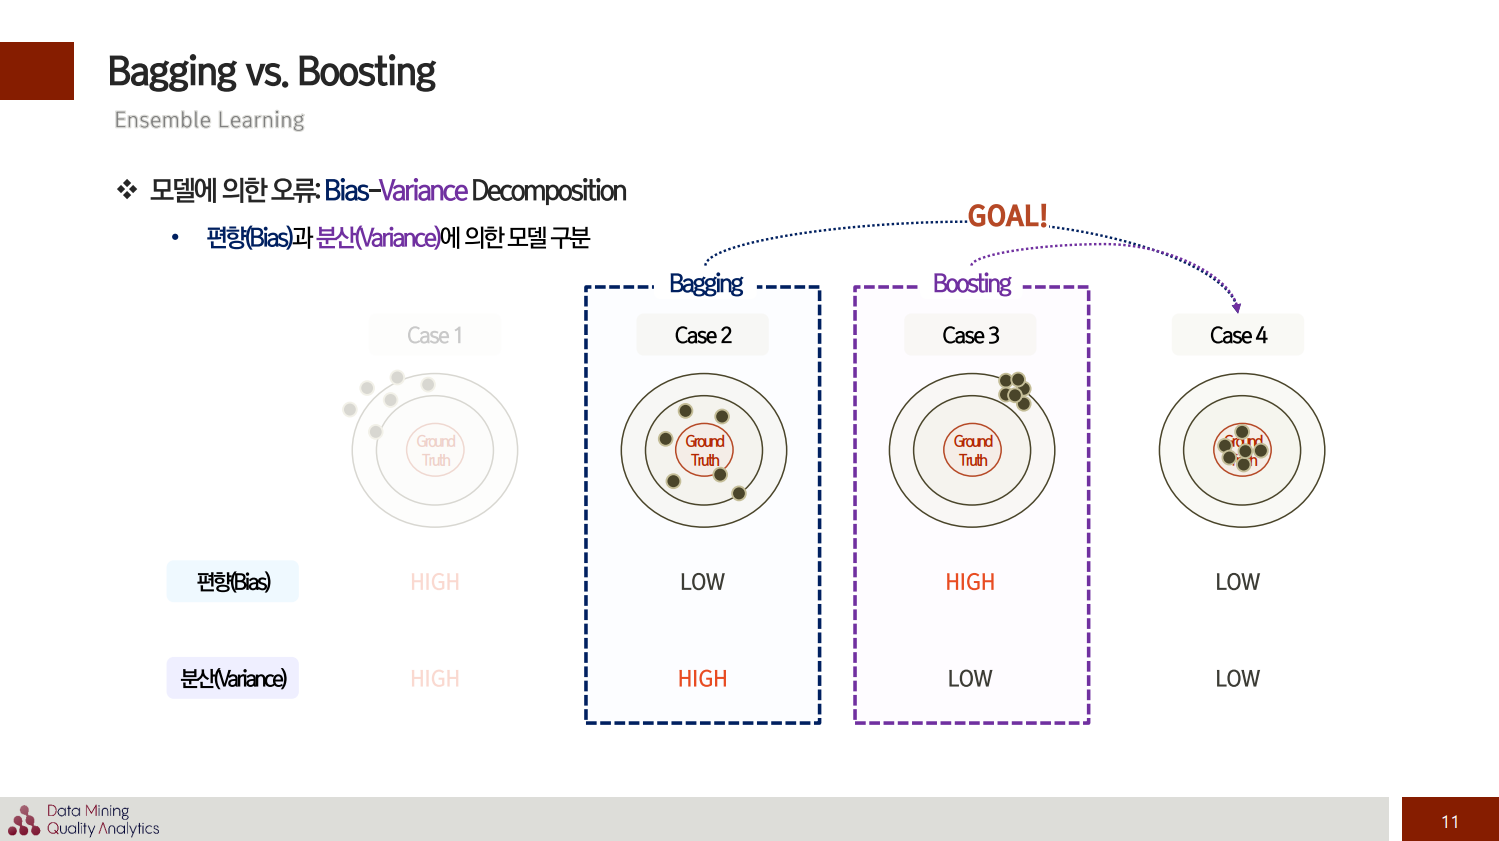 Bagging vs. Boosting
Ensemble Learning
❖ 모델에 의한 오류: Bias-Variance Decomposition
• 편향(Bias)과 분산(Variance)에 의한 모델 구분
GOAL!
Bagging
Boosting
Case 1
Case 2
Case 3
Case 4
Ground
Truth
Ground
Truth
Ground
Truth
Ground
Truth
편향(Bias)
HIGH
LOW
HIGH
LOW
분산(Variance)
HIGH
HIGH
LOW
LOW
Data Mining
Quality Analytics
11